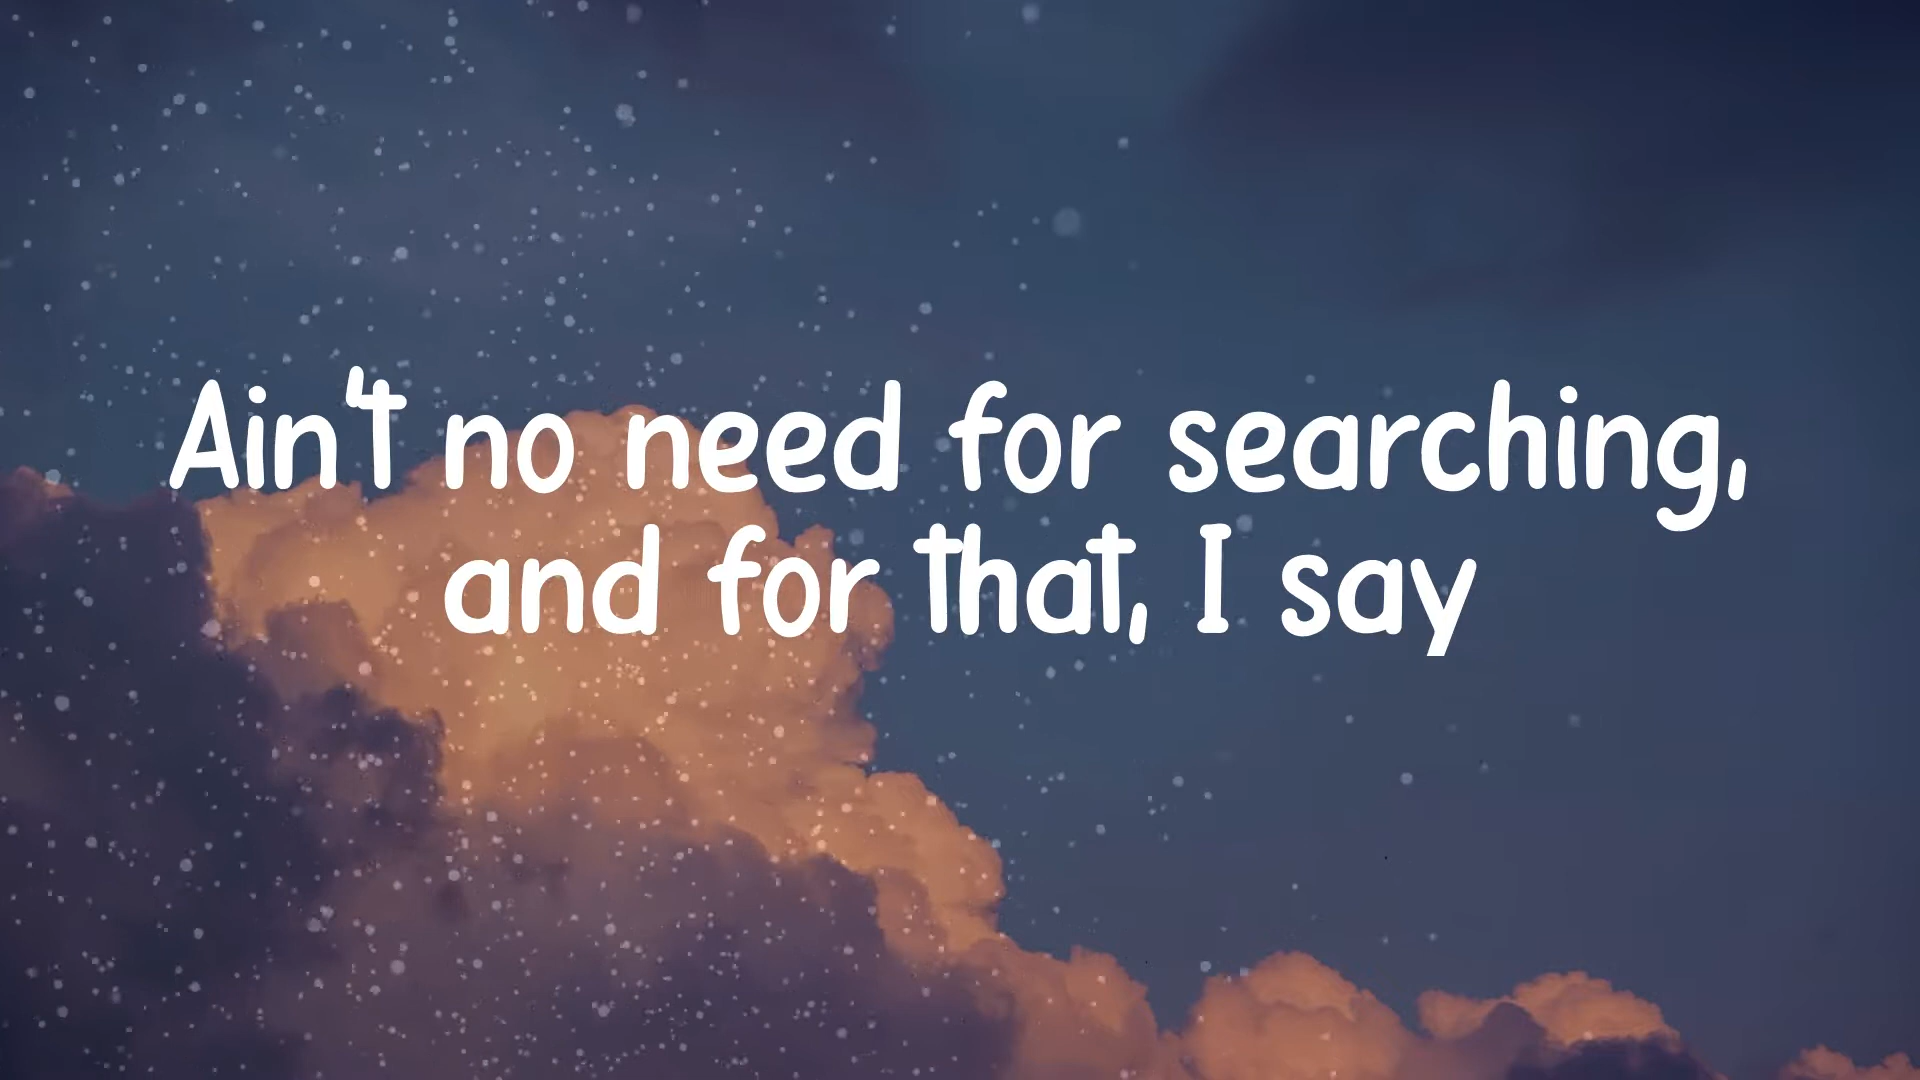 Ain't no need for searching,
and for that, I say